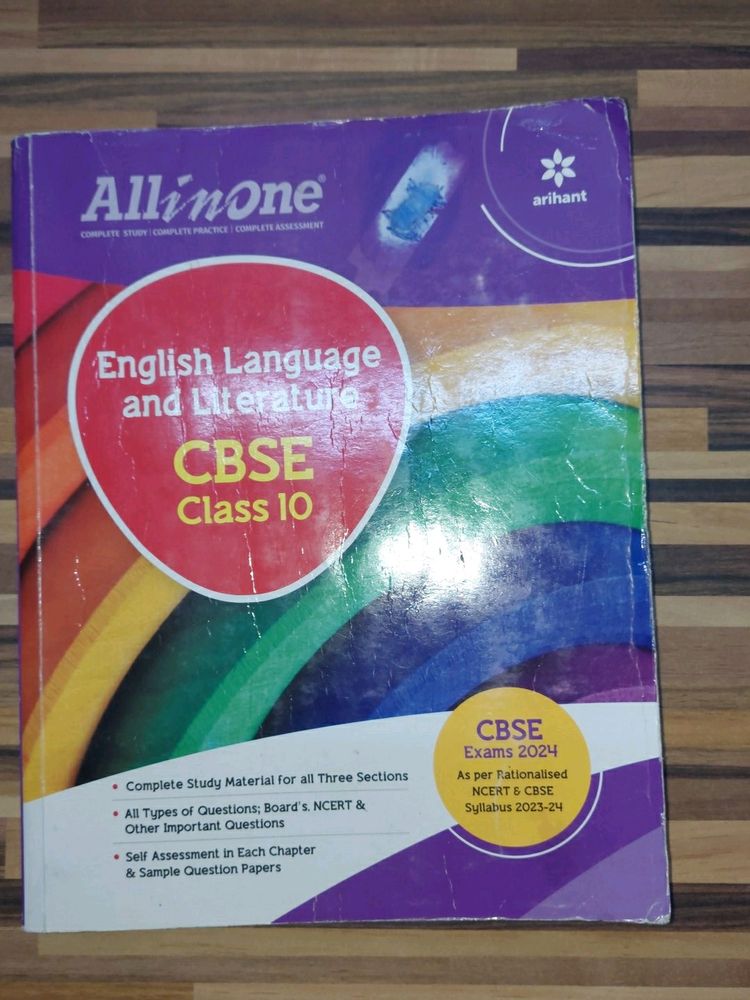 All in One®
COMPLETE STUDY | COMPLETE PRACTICE | COMPLETE ASSESSMENT
arihant
English Language
and Literature
CBSE
Class 10
CBSE
Exams 2024
As per Rationalised
NCERT & CBSE
Syllabus 2023-24
• Complete Study Material for all Three Sections
• All Types of Questions; Board's, NCERT &
Other Important Questions
• Self Assessment in Each Chapter
& Sample Question Papers